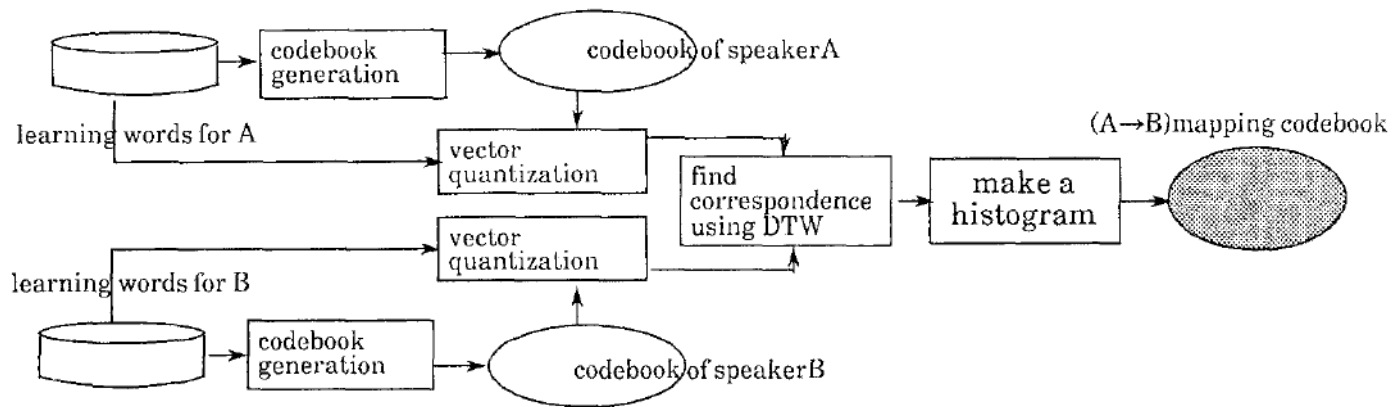 codebook
generation
codebook of speakerA
learning words for A
vector
quantization
(A→B)mapping codebook
find
correspondence
using DTW
make a
histogram
vector
quantization
learning words for B
codebook
generation
codebook of speakerB